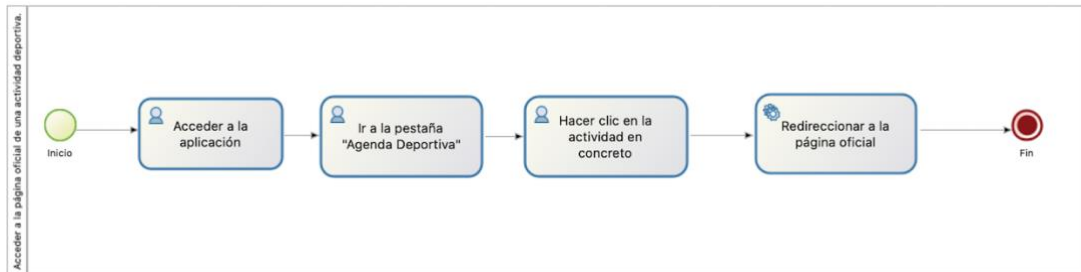 Acceder a la página oficial de una actividad deportiva.
Inicio
Acceder a la
aplicación
Ir a la pestaña
"Agenda Deportiva"
Hacer clic en la
actividad en
concreto
Redireccionar a la
página oficial
Fin